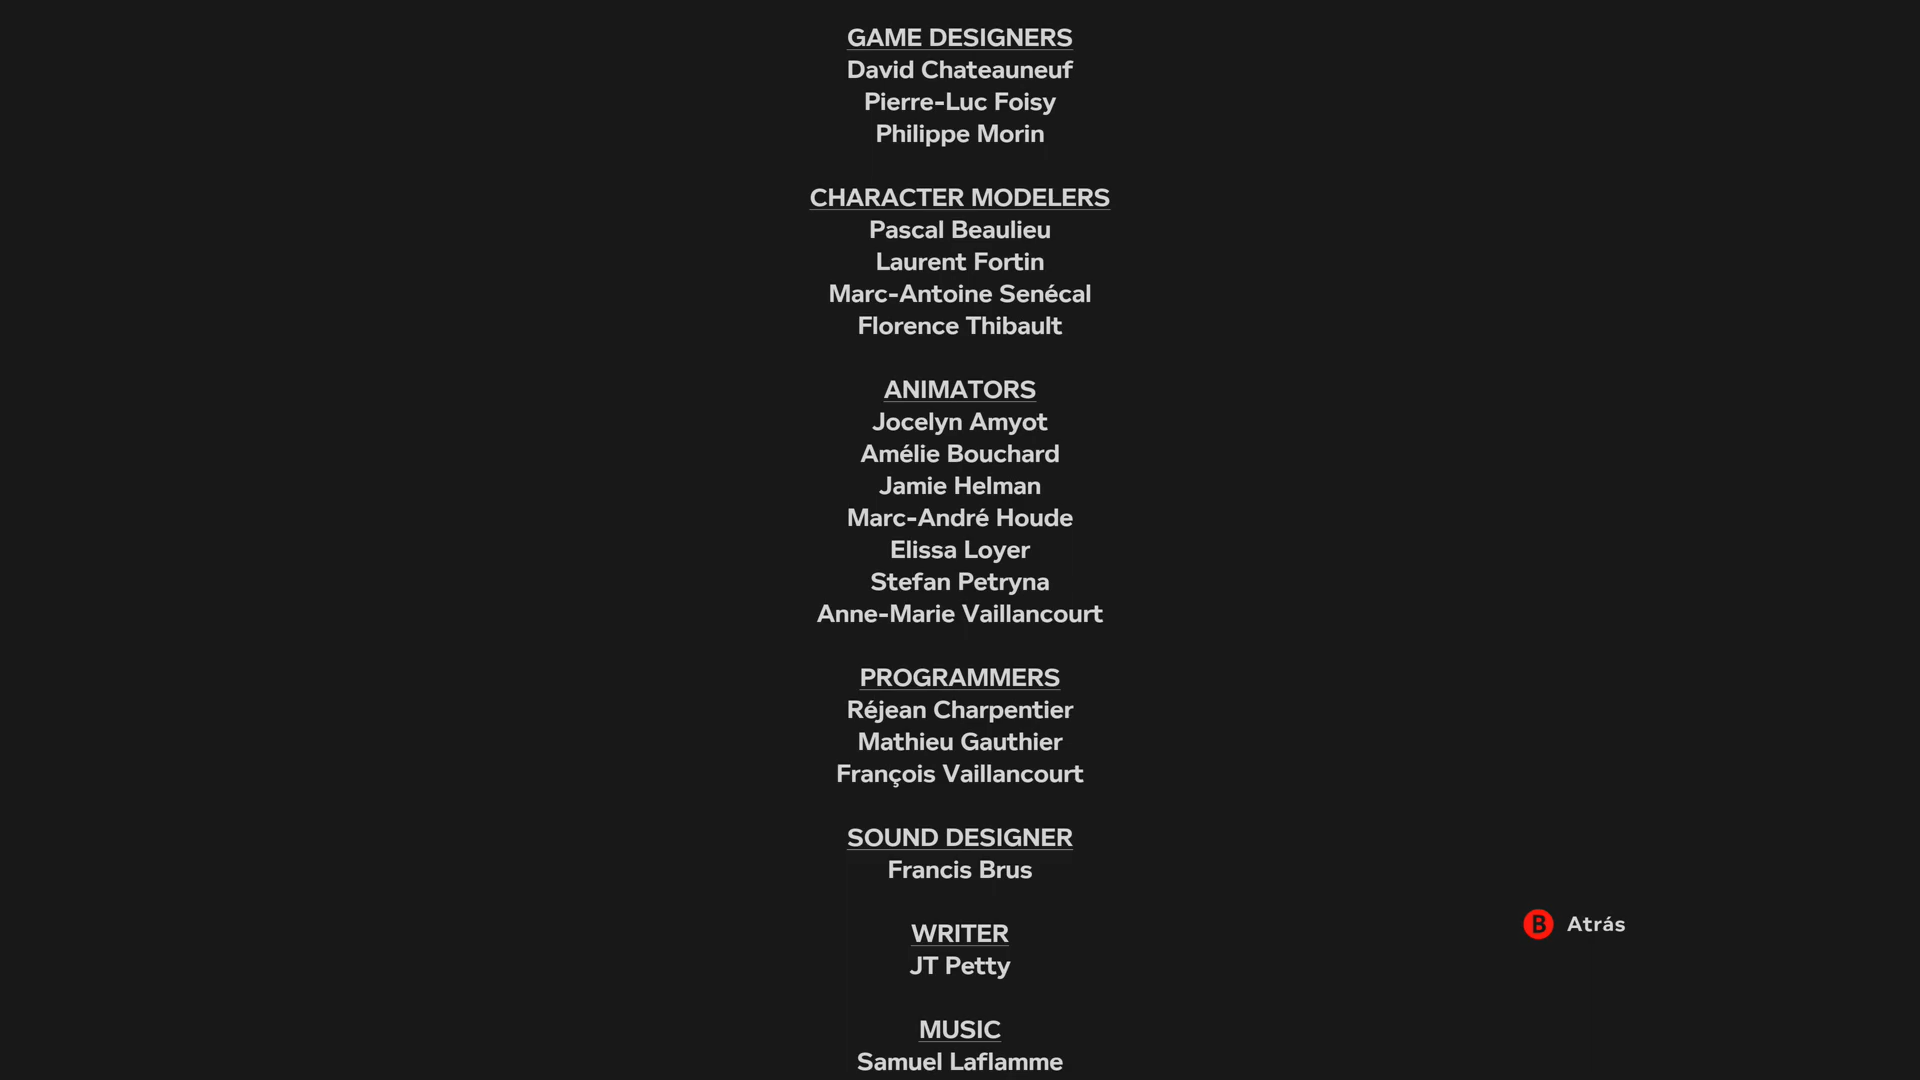 GAME DESIGNERS
David Chateauneuf
Pierre-Luc Foisy
Philippe Morin
CHARACTER MODELERS
Pascal Beaulieu
Laurent Fortin
Marc-Antoine Senécal
Florence Thibault
ANIMATORS
Jocelyn Amyot
Amélie Bouchard
Jamie Helman
Marc-André Houde
Elissa Loyer
Stefan Petryna
Anne-Marie Vaillancourt
PROGRAMMERS
Réjean Charpentier
Mathieu Gauthier
François Vaillancourt
SOUND DESIGNER
Francis Brus
B Atrás
WRITER
JT Petty
MUSIC
Samuel Laflamme